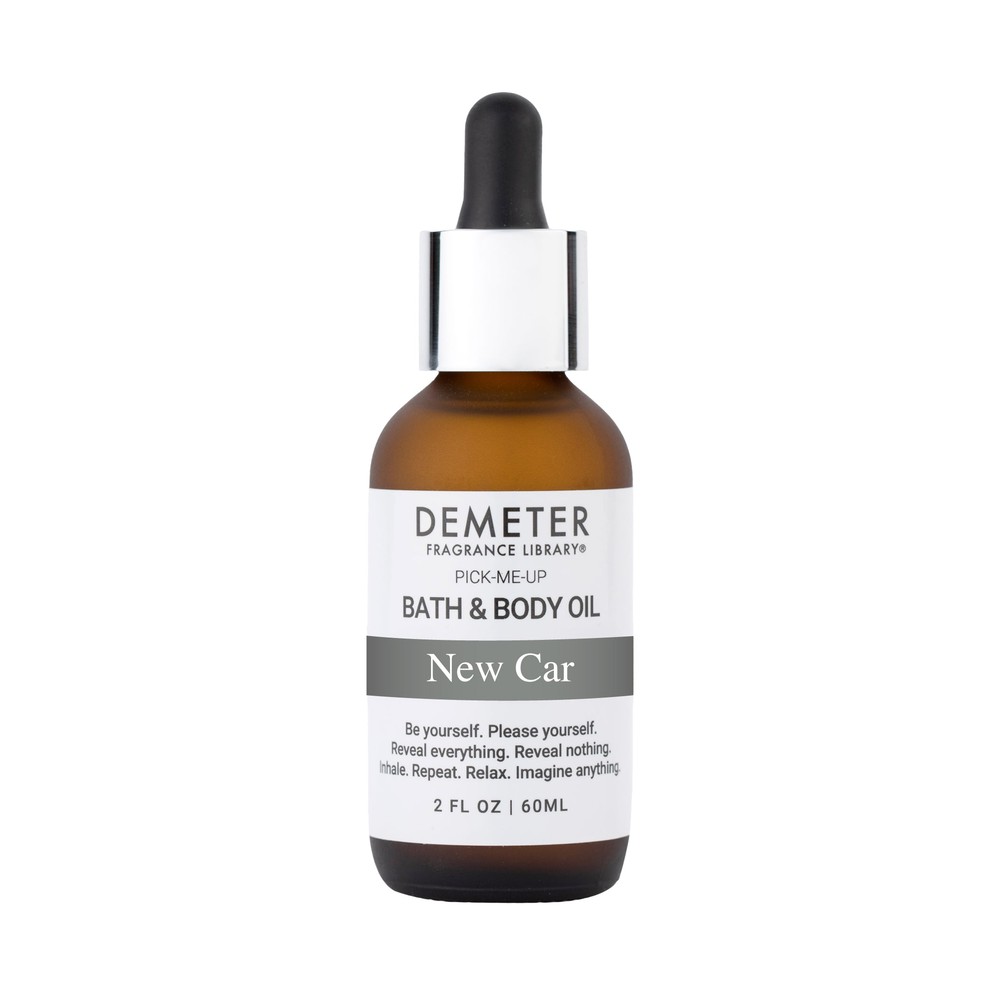 DEMETER
FRAGRANCE LIBRARY®
PICK-ME-UP
BATH & BODY OIL
New Car
Be yourself. Please yourself.
Reveal everything. Reveal nothing.
Inhale. Repeat. Relax. Imagine anything.
2 FL OZ | 60ML